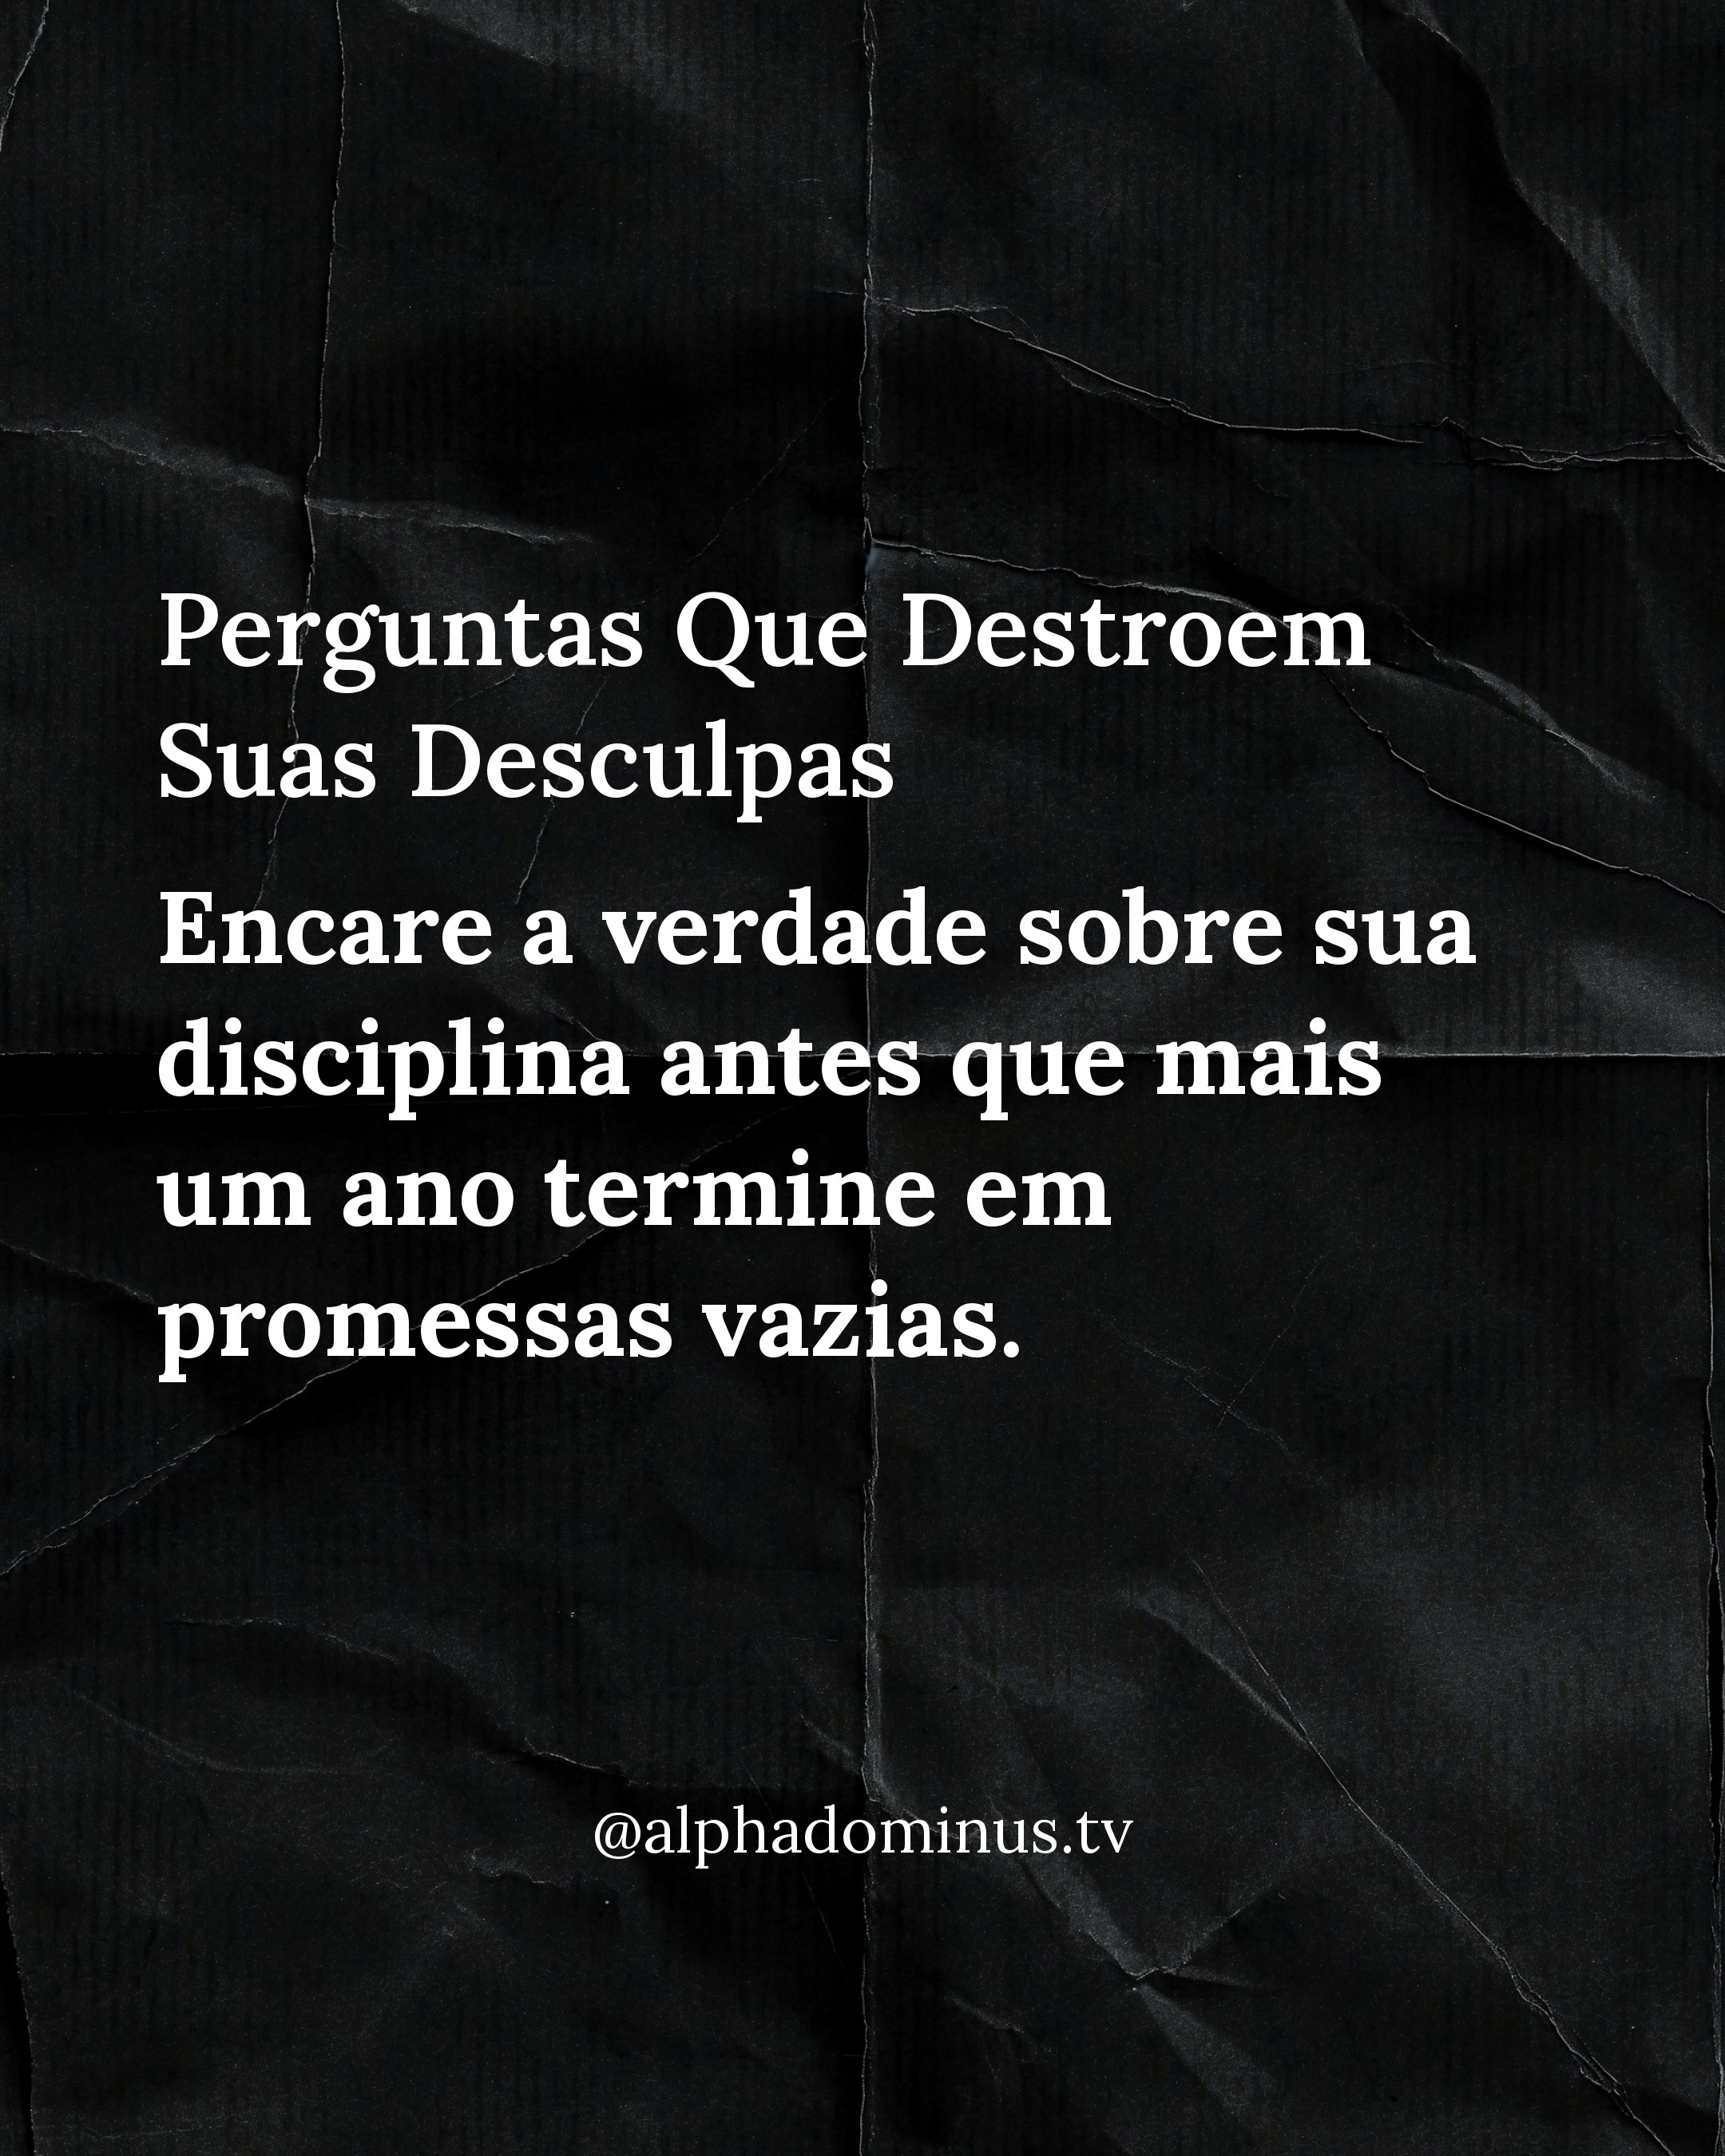 Perguntas Que Destroem
Suas Desculpas
Encare a verdade sobre sua
disciplina antes que mais
um ano termine em
promessas vazias.
@alphadominus.tv